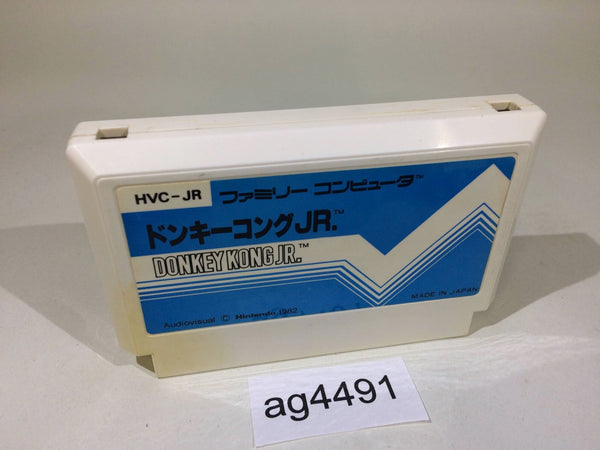 HVC-JR ファミリー コンピュータ™
ドンキーコングJR.™
DONKEY KONG JR.™
MADE IN JAPAN
Audiovisual © Nintendo 1982
ag4491